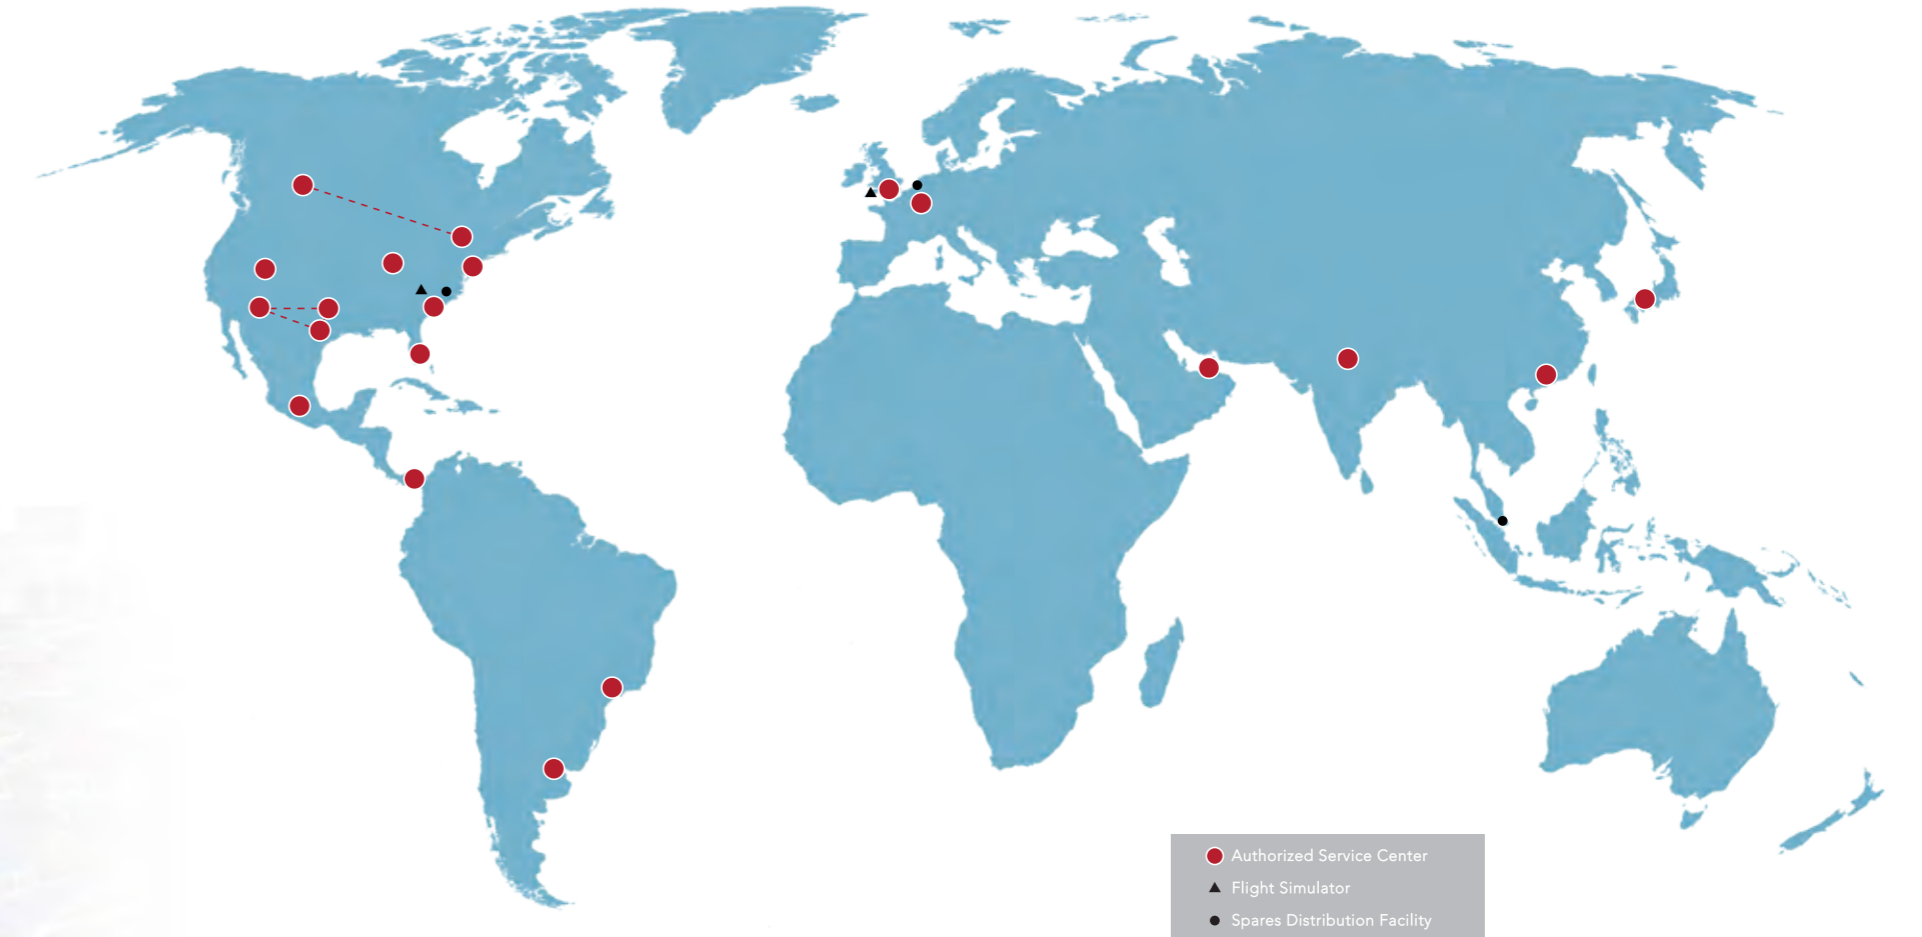 Authorized Service Center
Flight Simulator
Spares Distribution Facility